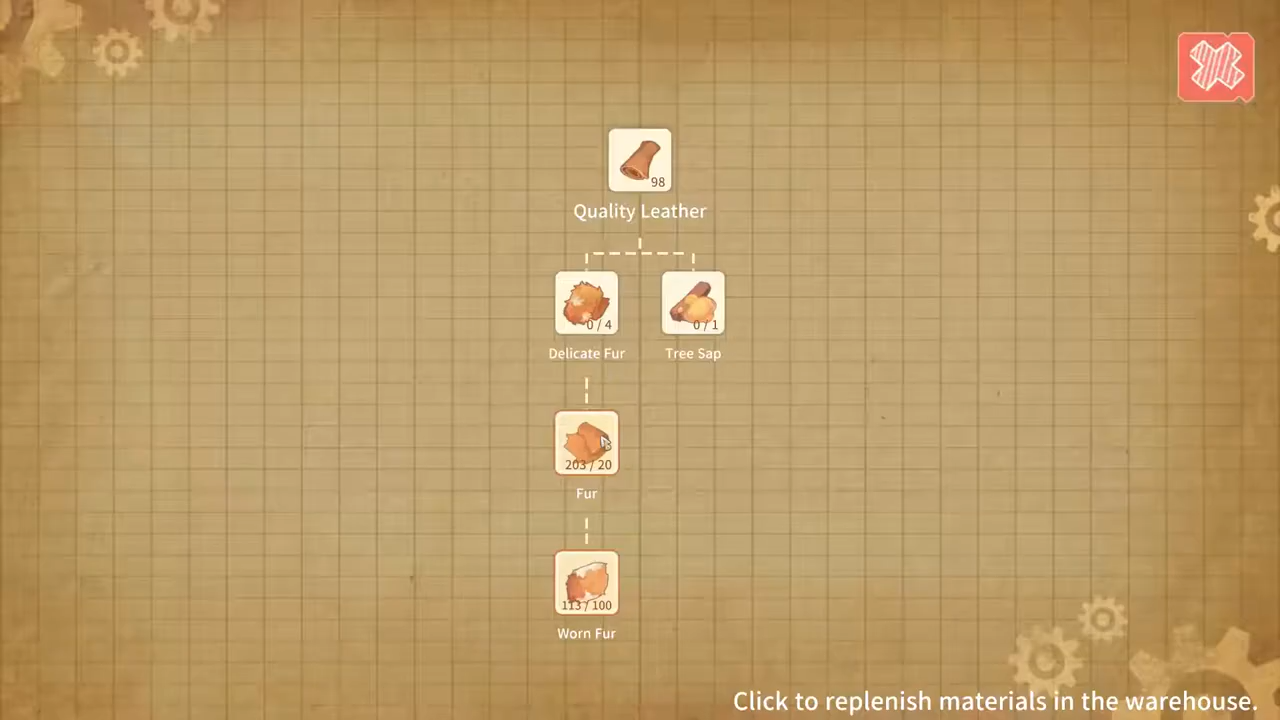 98
Quality Leather
0 / 4
0 / 1
Delicate Fur
Tree Sap
203 / 20
Fur
113 / 100
Worn Fur
Click to replenish materials in the warehouse.